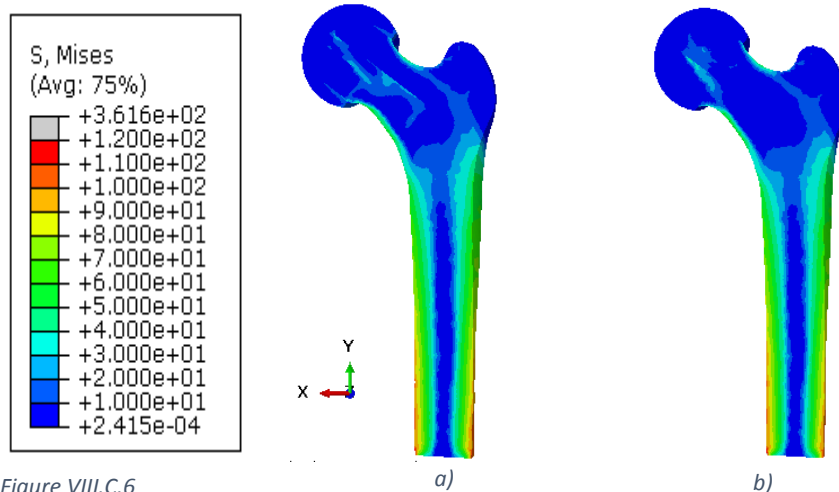 S, Mises
(Avg: 75%)
+3.616e+02
+1.200e+02
+1.100e+02
+1.000e+02
+9.000e+01
+8.000e+01
+7.000e+01
+6.000e+01
+5.000e+01
+4.000e+01
+3.000e+01
+2.000e+01
+1.000e+01
+2.415e-04
Y
X
Figure VIII.C.6
a)
b)